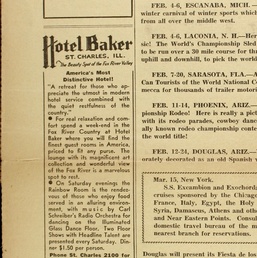 Hotel Baker
ST. CHARLES, ILL.
The Beauty Spot of the Fox River Valley
America's Most
Distinctive Hotel!
"A retreat for those who ap-
preciate the utmost in modern
hotel service combined with
the quiet restfulness of the
country."
For real relaxation and com-
fort spend a week-end in the
Fox River Country at Hotel
Baker where you will find the
finest guest rooms in America,
priced to fit any purse. The
lounge with its magnificent art
collection and wonderful view
of the Fox River is a marvelous
spot to rest.
On Saturday evenings the
Rainbow Room is the rendez-
vous of those who enjoy food
served in an alluring environ-
ment, with music by Carl
Schreiber's Radio Orchestra for
dancing on the Illuminated
Glass Dance Floor. Two Floor
Shows with Headline Talent are
presented every Saturday. Din-
ner $1.50 per person.
Phone St. Charles 2100 for
FEB. 4-6, ESCANABA, MICH. —
winter carnival of winter sports which
from all over the middle west.
FEB. 4-6, LACONIA, N. H.—Her
sic! The World's Championship Sled
to be run over a 30 mile course for th
uphill and downhill, to pick the world
FEB. 7-20, SARASOTA, FLA.—A
Can Tourists of the World National C
mecca for thousands of trailer motori
FEB. 11-14, PHOENIX, ARIZ.—
pionship Rodeo! Here is really a pict
with its rodeo parades, cowboy danc
ally known rodeo championship conte
the world title!
FEB. 12-24, DOUGLAS, ARIZ.—
urately decorated as an old Spanish v
Mar. 15, New York.
S.S. Excambion and Exochorda
cruises sponsored by the Chicago
France, Italy, Egypt, the Holy
Syria, Damascus, Athens and oth
and Near Eastern Points. Consul
domestic travel bureau of the m
nearest branch for reservations.
Douglas will present its Fiesta de los